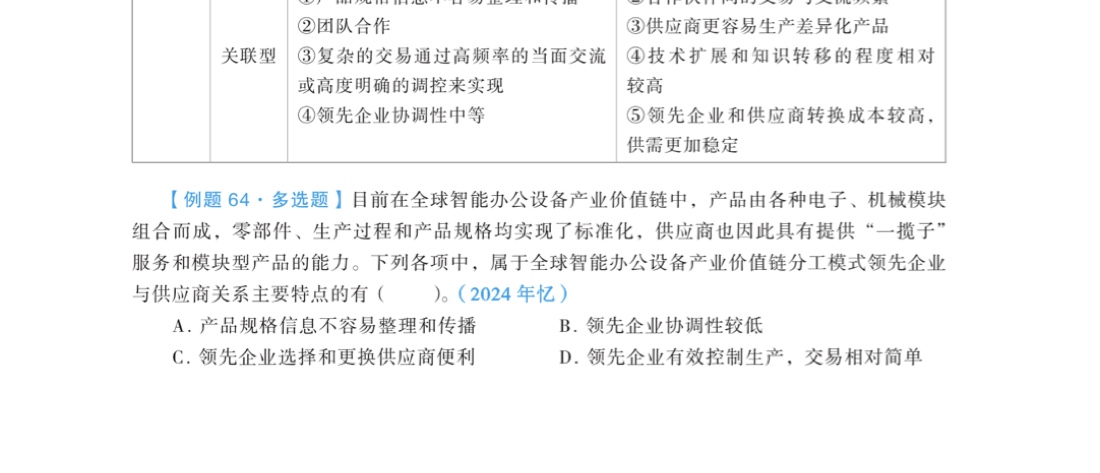 ②团队合作
③供应商更容易生产差异化产品
关联型
③复杂的交易通过高频率的当面交流
④技术扩展和知识转移的程度相对
或高度明确的调控来实现
较高
④领先企业协调性中等
⑤领先企业和供应商转换成本较高，
供需更加稳定
【例题 64·多选题】目前在全球智能办公设备产业价值链中，产品由各种电子、机械模块
组合而成，零部件、生产过程和产品规格均实现了标准化，供应商也因此具有提供“一揽子”
服务和模块型产品的能力。下列各项中，属于全球智能办公设备产业价值链分工模式领先企业
与供应商关系主要特点的有（　　）。（2024 年忆）
A. 产品规格信息不容易整理和传播
B. 领先企业协调性较低
C. 领先企业选择和更换供应商便利
D. 领先企业有效控制生产，交易相对简单